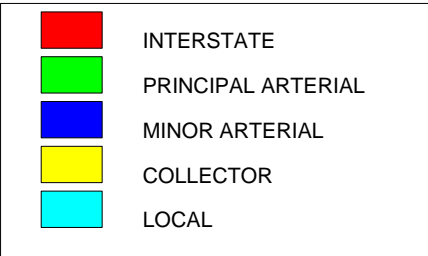 INTERSTATE
PRINCIPAL ARTERIAL
MINOR ARTERIAL
COLLECTOR
LOCAL